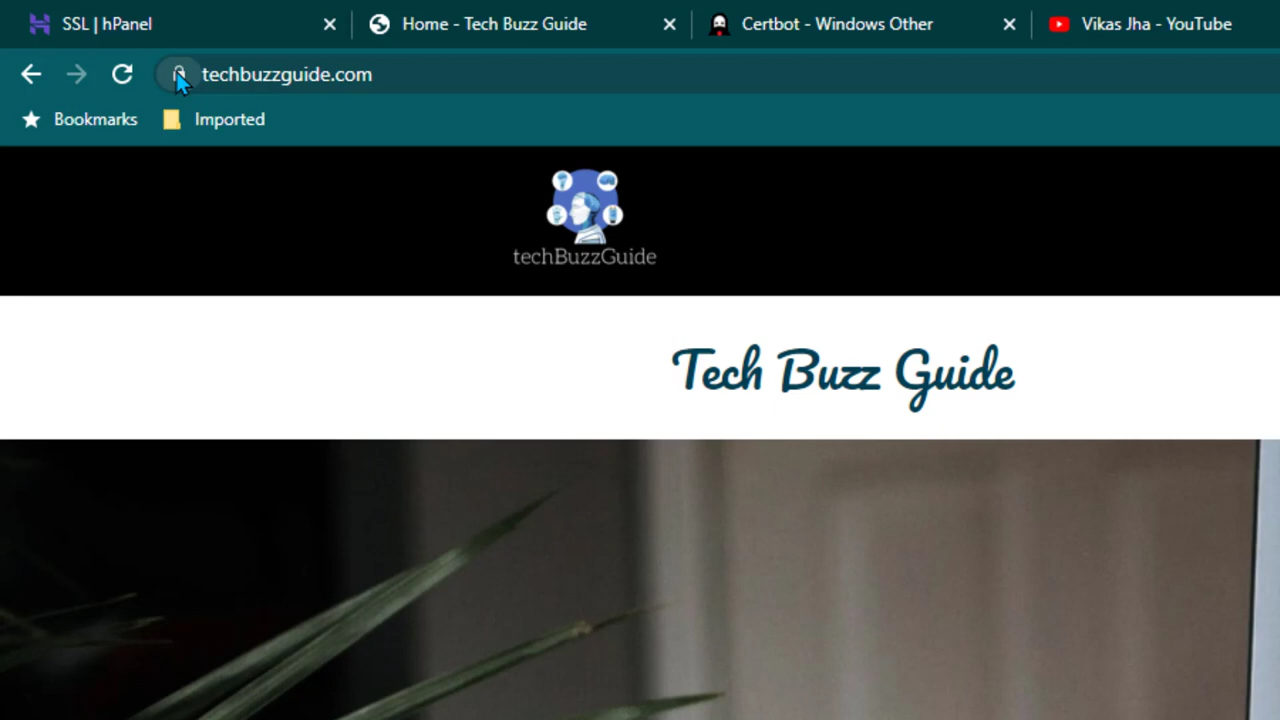 SSL | hPanel
Home - Tech Buzz Guide
Certbot - Windows Other
Vikas Jha - YouTube
techbuzzguide.com
Bookmarks
Imported
techBuzzGuide
Tech Buzz Guide